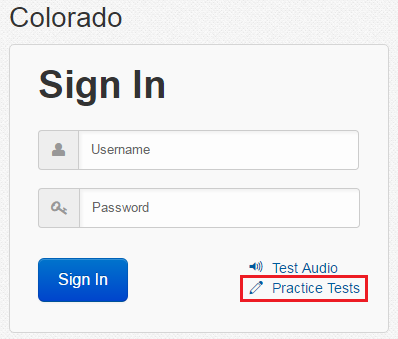 Colorado
Sign In
Username
Password
Sign In
Test Audio
Practice Tests